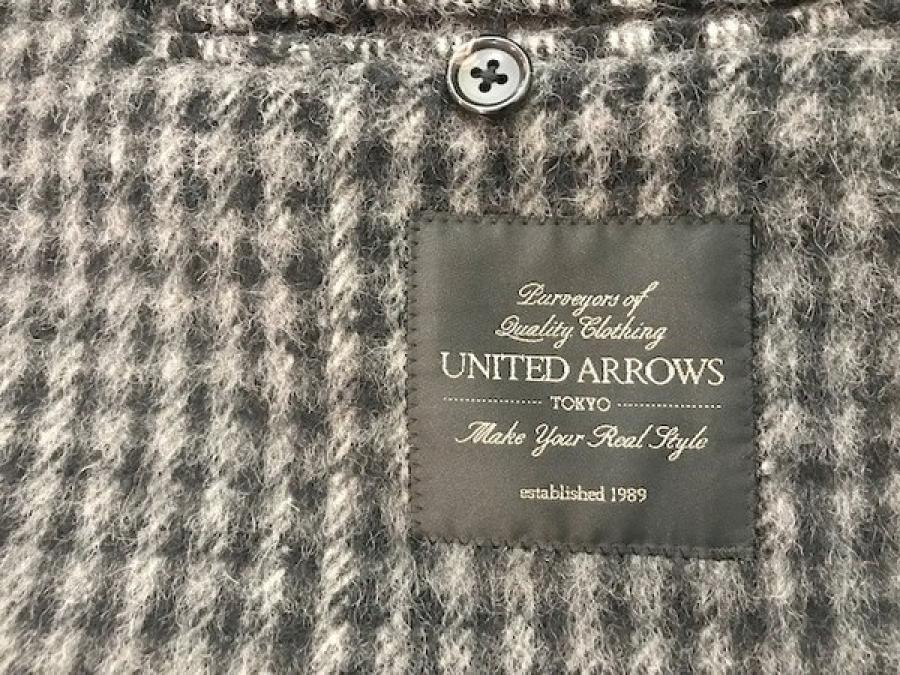 Purveyors of
Quality Clothing
UNITED ARROWS
TOKYO
Make Your Real Style
established 1989